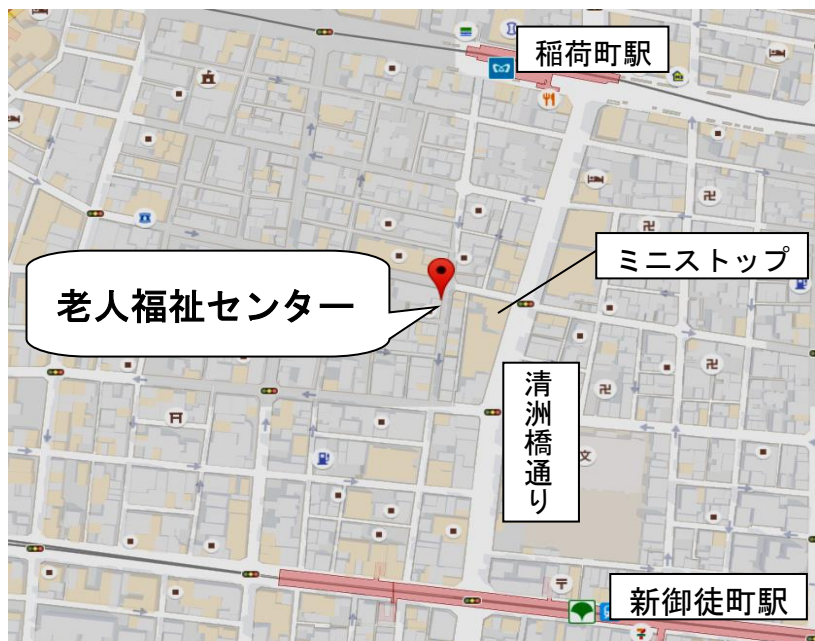 稲荷町駅
ミニストップ
老人福祉センター
清洲橋通り
文
新御徒町駅